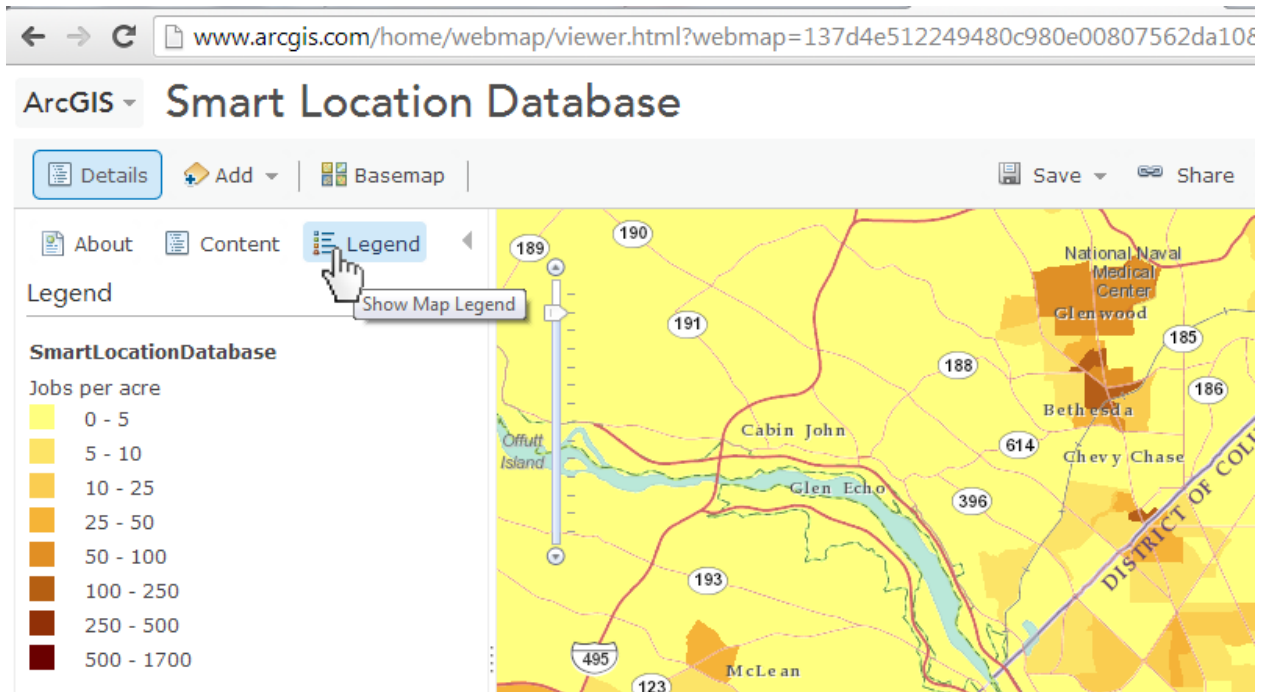 www.arcgis.com/home/webmap/viewer.html?webmap=137d4e512249480c980e00807562da10&
ArcGIS Smart Location Database
Details Add Basemap Save Share
About Content Legend
Show Map Legend
Legend
SmartLocationDatabase
Jobs per acre
0 - 5
5 - 10
10 - 25
25 - 50
50 - 100
100 - 250
250 - 500
500 - 1700
189
190
National Naval
Medical
Center
Glenwood
191
185
188
186
Bethesda
Cabin John
Offutt
Island
614
Chevy Chase
Glen Echo
396
DISTRICT OF COLU
193
495
McLean
123